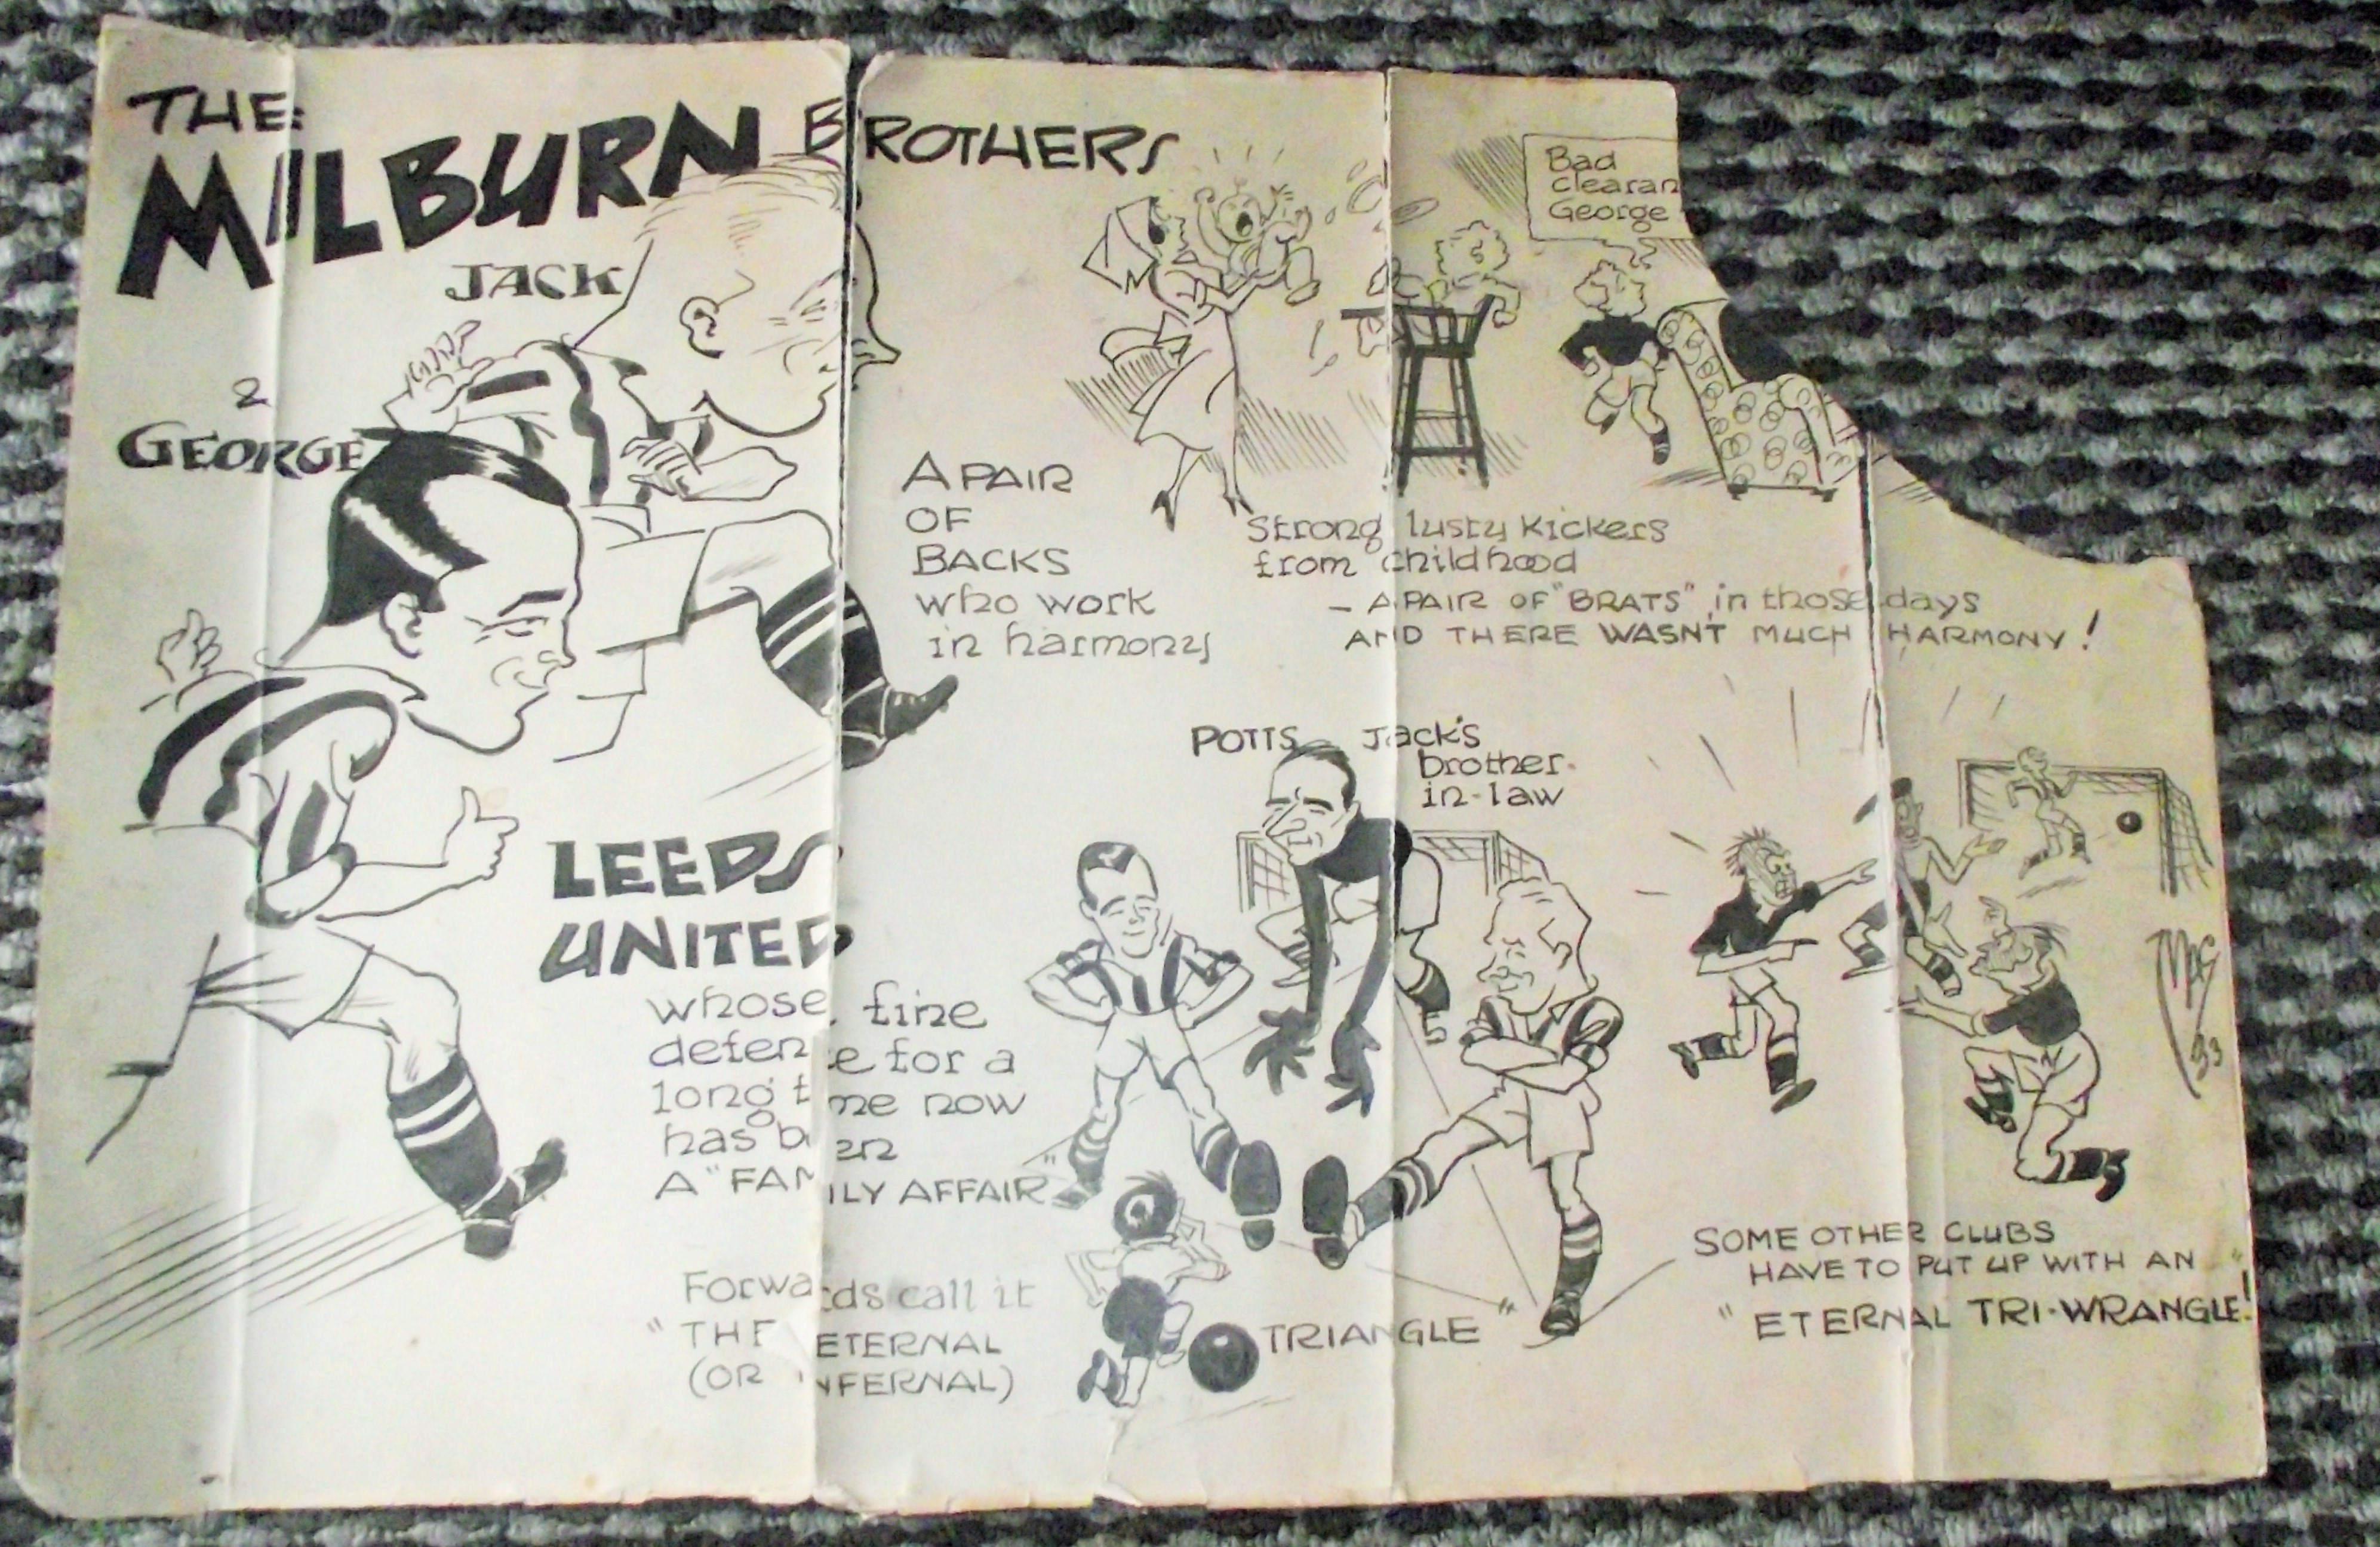 THE
MILBURN BROTHERS
JACK
&
GEORGE
Bad
Clearan
George
A PAIR
OF
BACKS
who work
in harmony
Strong lusty kickers
from childhood
- A PAIR OF "BRATS" in those days
AND THERE WASN'T MUCH HARMONY!
POTTS Jack's
brother-
in-law
LEEDS
UNITED
whose fine
defence for a
long time now
has been
A "FAMILY AFFAIR"
Forwards call it
"THE ETERNAL
(OR INFERNAL)
TRIANGLE"
SOME OTHER CLUBS
HAVE TO PUT UP WITH AN
"ETERNAL TRI-WRANGLE!"
MAC
33